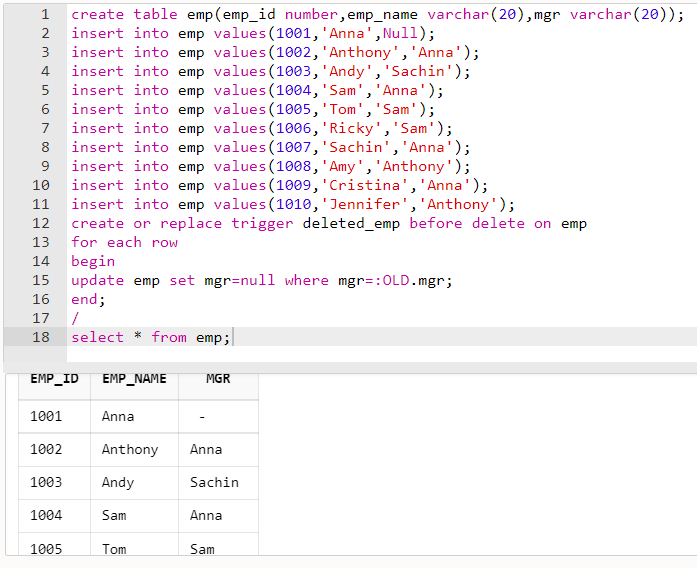 1 create table emp(emp_id number,emp_name varchar(20),mgr varchar(20));
2 insert into emp values(1001,'Anna',Null);
3 insert into emp values(1002,'Anthony','Anna');
4 insert into emp values(1003,'Andy','Sachin');
5 insert into emp values(1004,'Sam','Anna');
6 insert into emp values(1005,'Tom','Sam');
7 insert into emp values(1006,'Ricky','Sam');
8 insert into emp values(1007,'Sachin','Anna');
9 insert into emp values(1008,'Amy','Anthony');
10 insert into emp values(1009,'Cristina','Anna');
11 insert into emp values(1010,'Jennifer','Anthony');
12 create or replace trigger deleted_emp before delete on emp
13 for each row
14 begin
15 update emp set mgr=null where mgr=:OLD.mgr;
16 end;
17 /
18 select * from emp;
EMP_ID EMP_NAME MGR
1001 Anna -
1002 Anthony Anna
1003 Andy Sachin
1004 Sam Anna
1005 Tom Sam